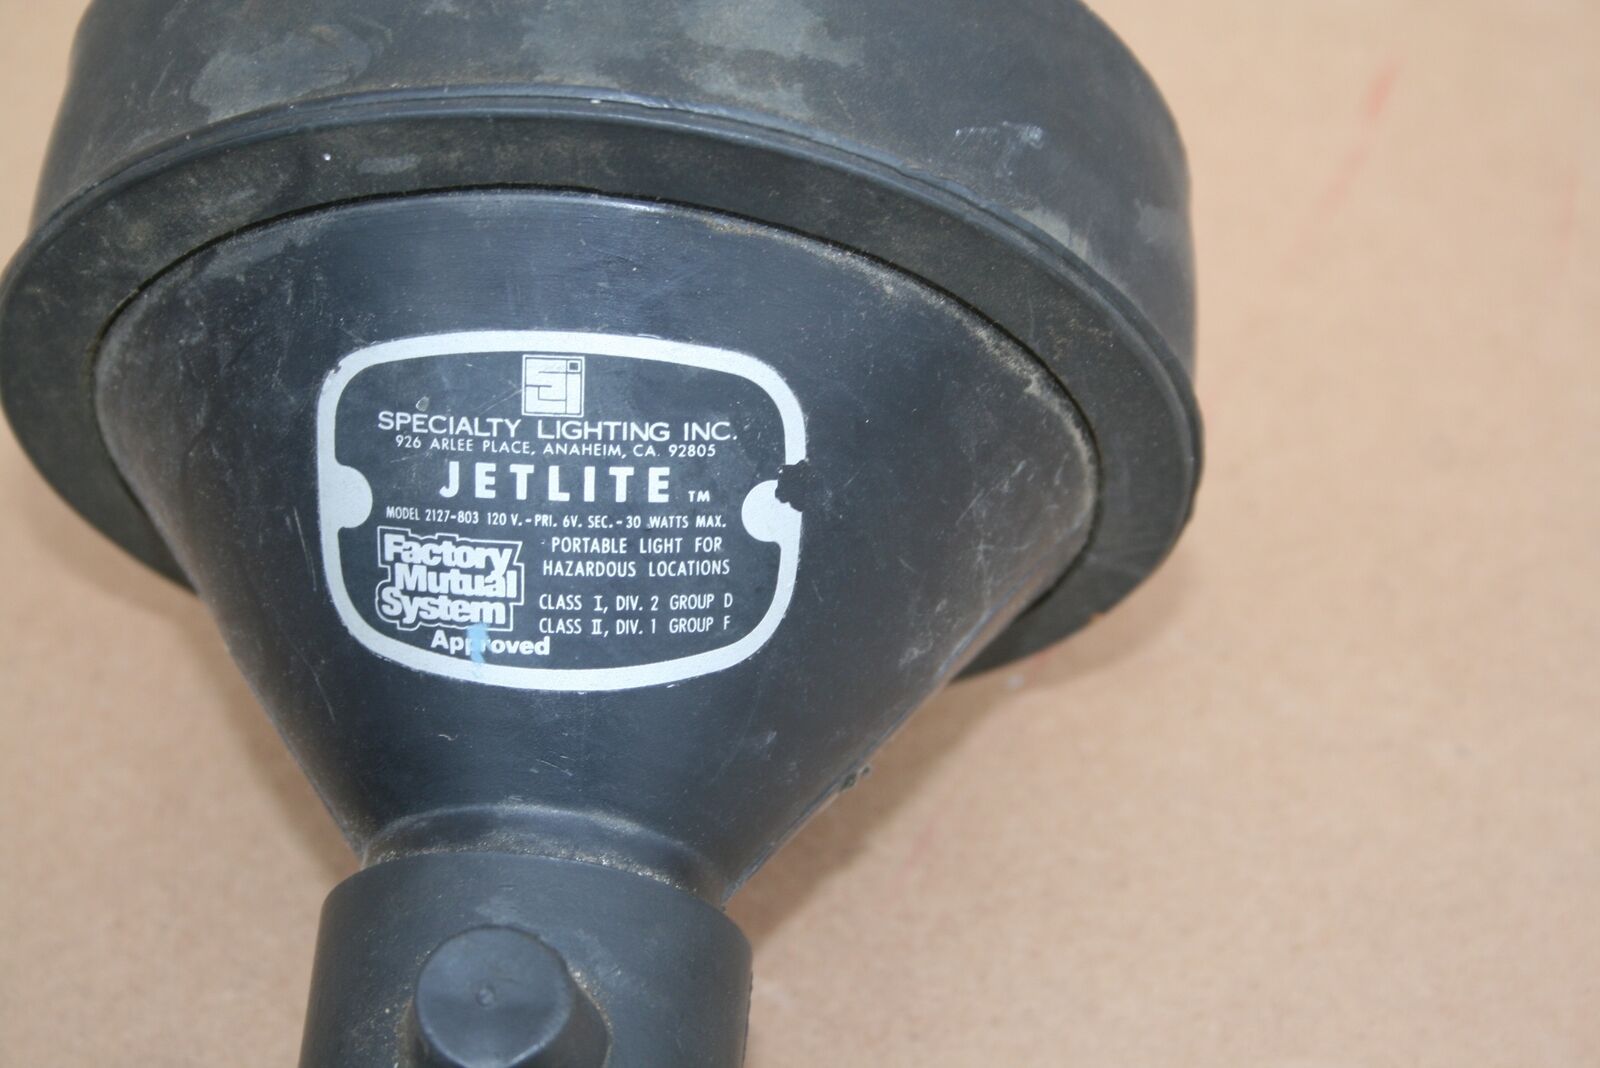 SLi
SPECIALTY LIGHTING INC.
926 ARLEE PLACE, ANAHEIM, CA. 92805
JETLITE TM
MODEL 2127-803 120 V.-PRI. 6V. SEC.-30 WATTS MAX.
Factory
Mutual
System
Approved
PORTABLE LIGHT FOR
HAZARDOUS LOCATIONS
CLASS I, DIV. 2 GROUP D
CLASS II, DIV. 1 GROUP F